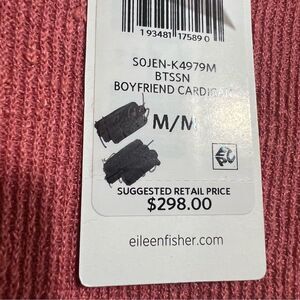 1 93481 17589 0
SOJEN-K4979M
BTSSN
BOYFRIEND CARDIGAN
M/M
SUGGESTED RETAIL PRICE
$298.00
eileenfisher.com